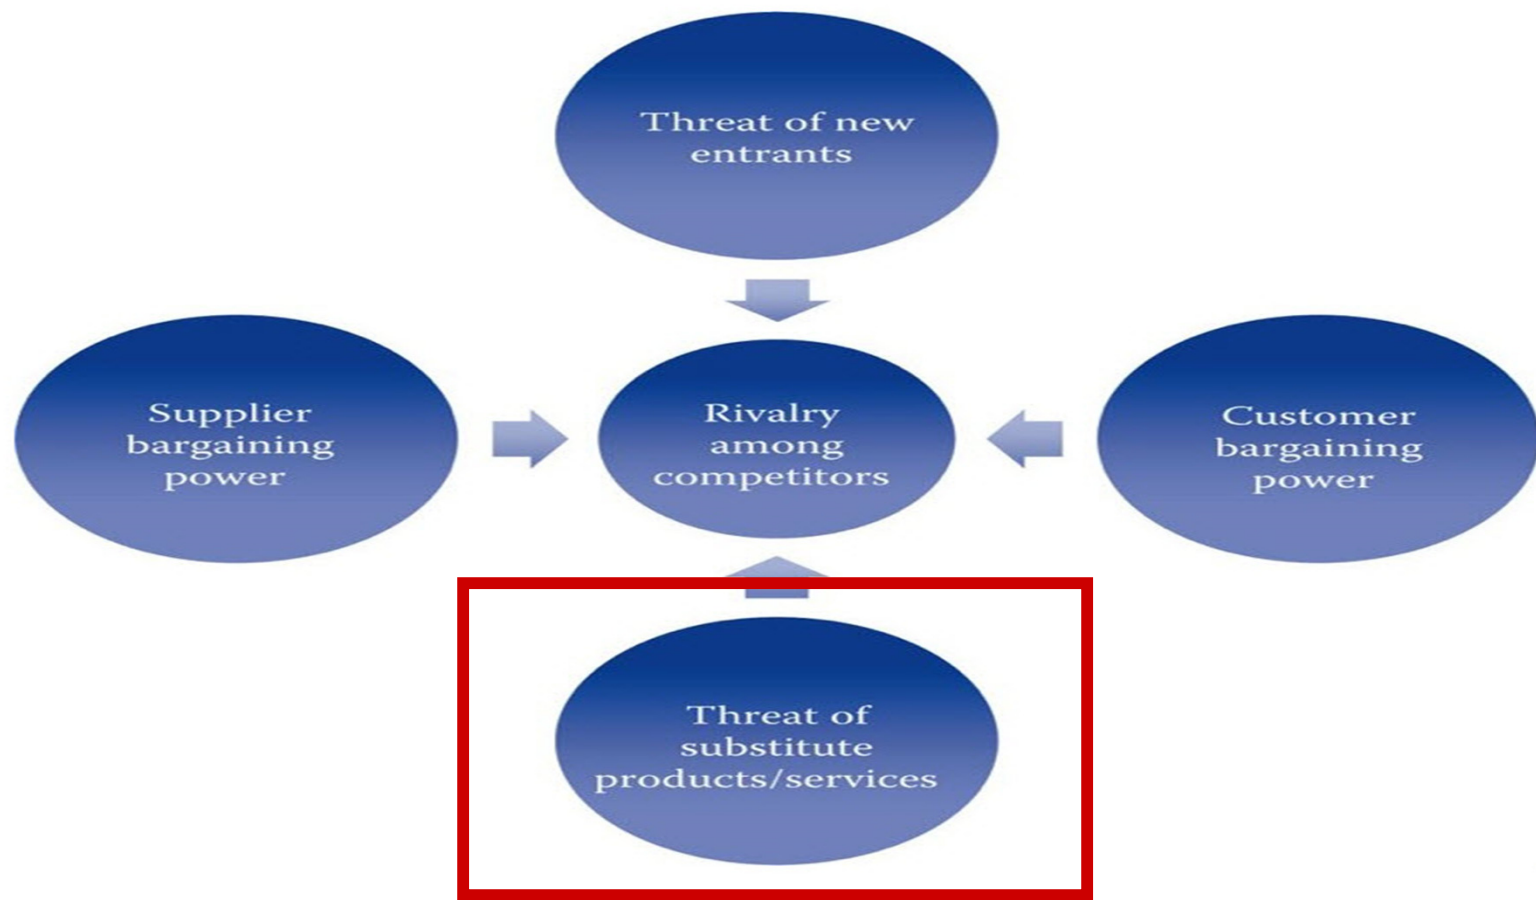 Threat of new
entrants
Supplier
bargaining
power
Rivalry
among
competitors
Customer
bargaining
power
Threat of
substitute
products/services